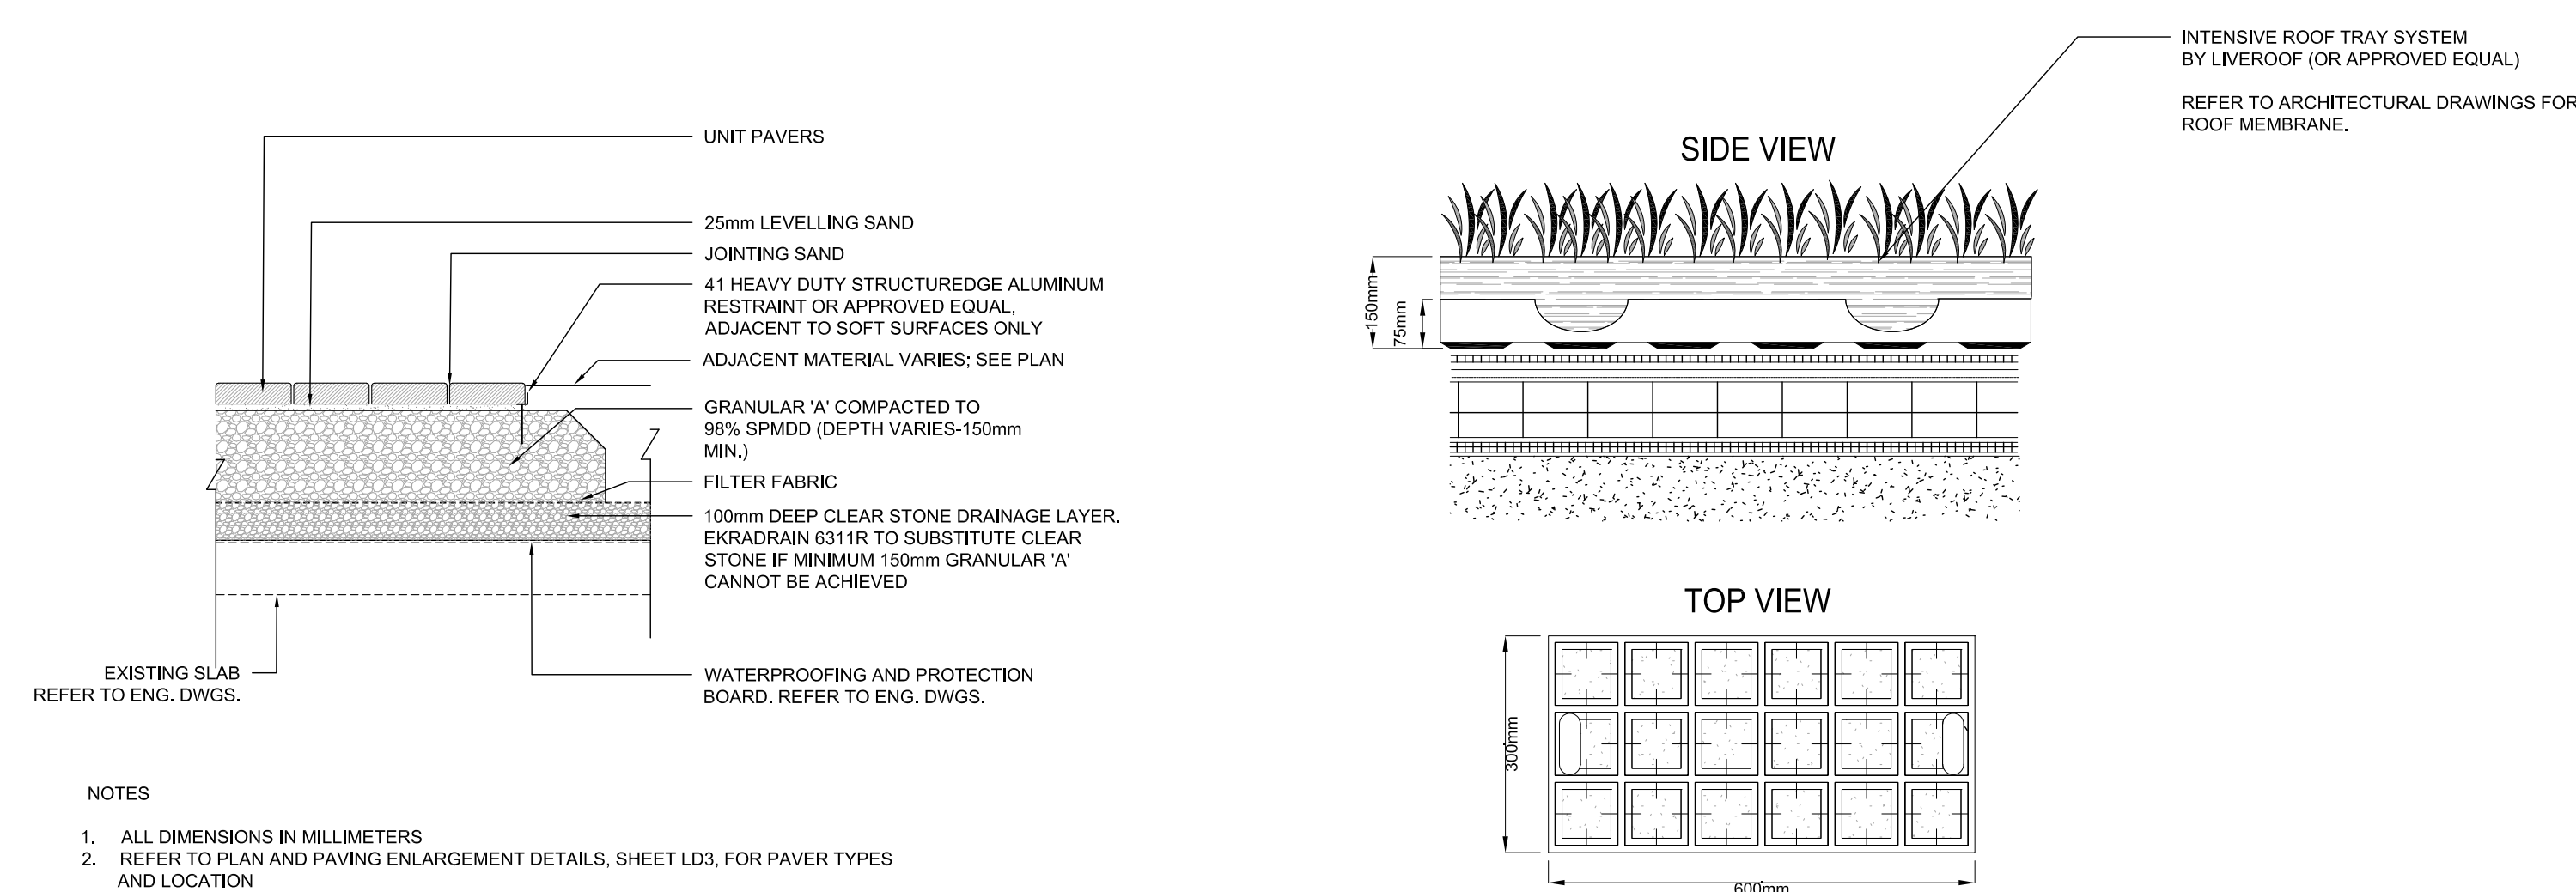 UNIT PAVERS
25mm LEVELLING SAND
JOINTING SAND
41 HEAVY DUTY STRUCTUREDGE ALUMINUM
RESTRAINT OR APPROVED EQUAL,
ADJACENT TO SOFT SURFACES ONLY
ADJACENT MATERIAL VARIES; SEE PLAN
GRANULAR 'A' COMPACTED TO
98% SPMDD (DEPTH VARIES-150mm
MIN.)
FILTER FABRIC
100mm DEEP CLEAR STONE DRAINAGE LAYER.
EKRADRAIN 6311R TO SUBSTITUTE CLEAR
STONE IF MINIMUM 150mm GRANULAR 'A'
CANNOT BE ACHIEVED
EXISTING SLAB
REFER TO ENG. DWGS.
WATERPROOFING AND PROTECTION
BOARD. REFER TO ENG. DWGS.
NOTES
1. ALL DIMENSIONS IN MILLIMETERS
2. REFER TO PLAN AND PAVING ENLARGEMENT DETAILS, SHEET LD3, FOR PAVER TYPES
AND LOCATION
INTENSIVE ROOF TRAY SYSTEM
BY LIVEROOF (OR APPROVED EQUAL)
REFER TO ARCHITECTURAL DRAWINGS FOR
ROOF MEMBRANE.
SIDE VIEW
150mm
75mm
TOP VIEW
300mm
600mm